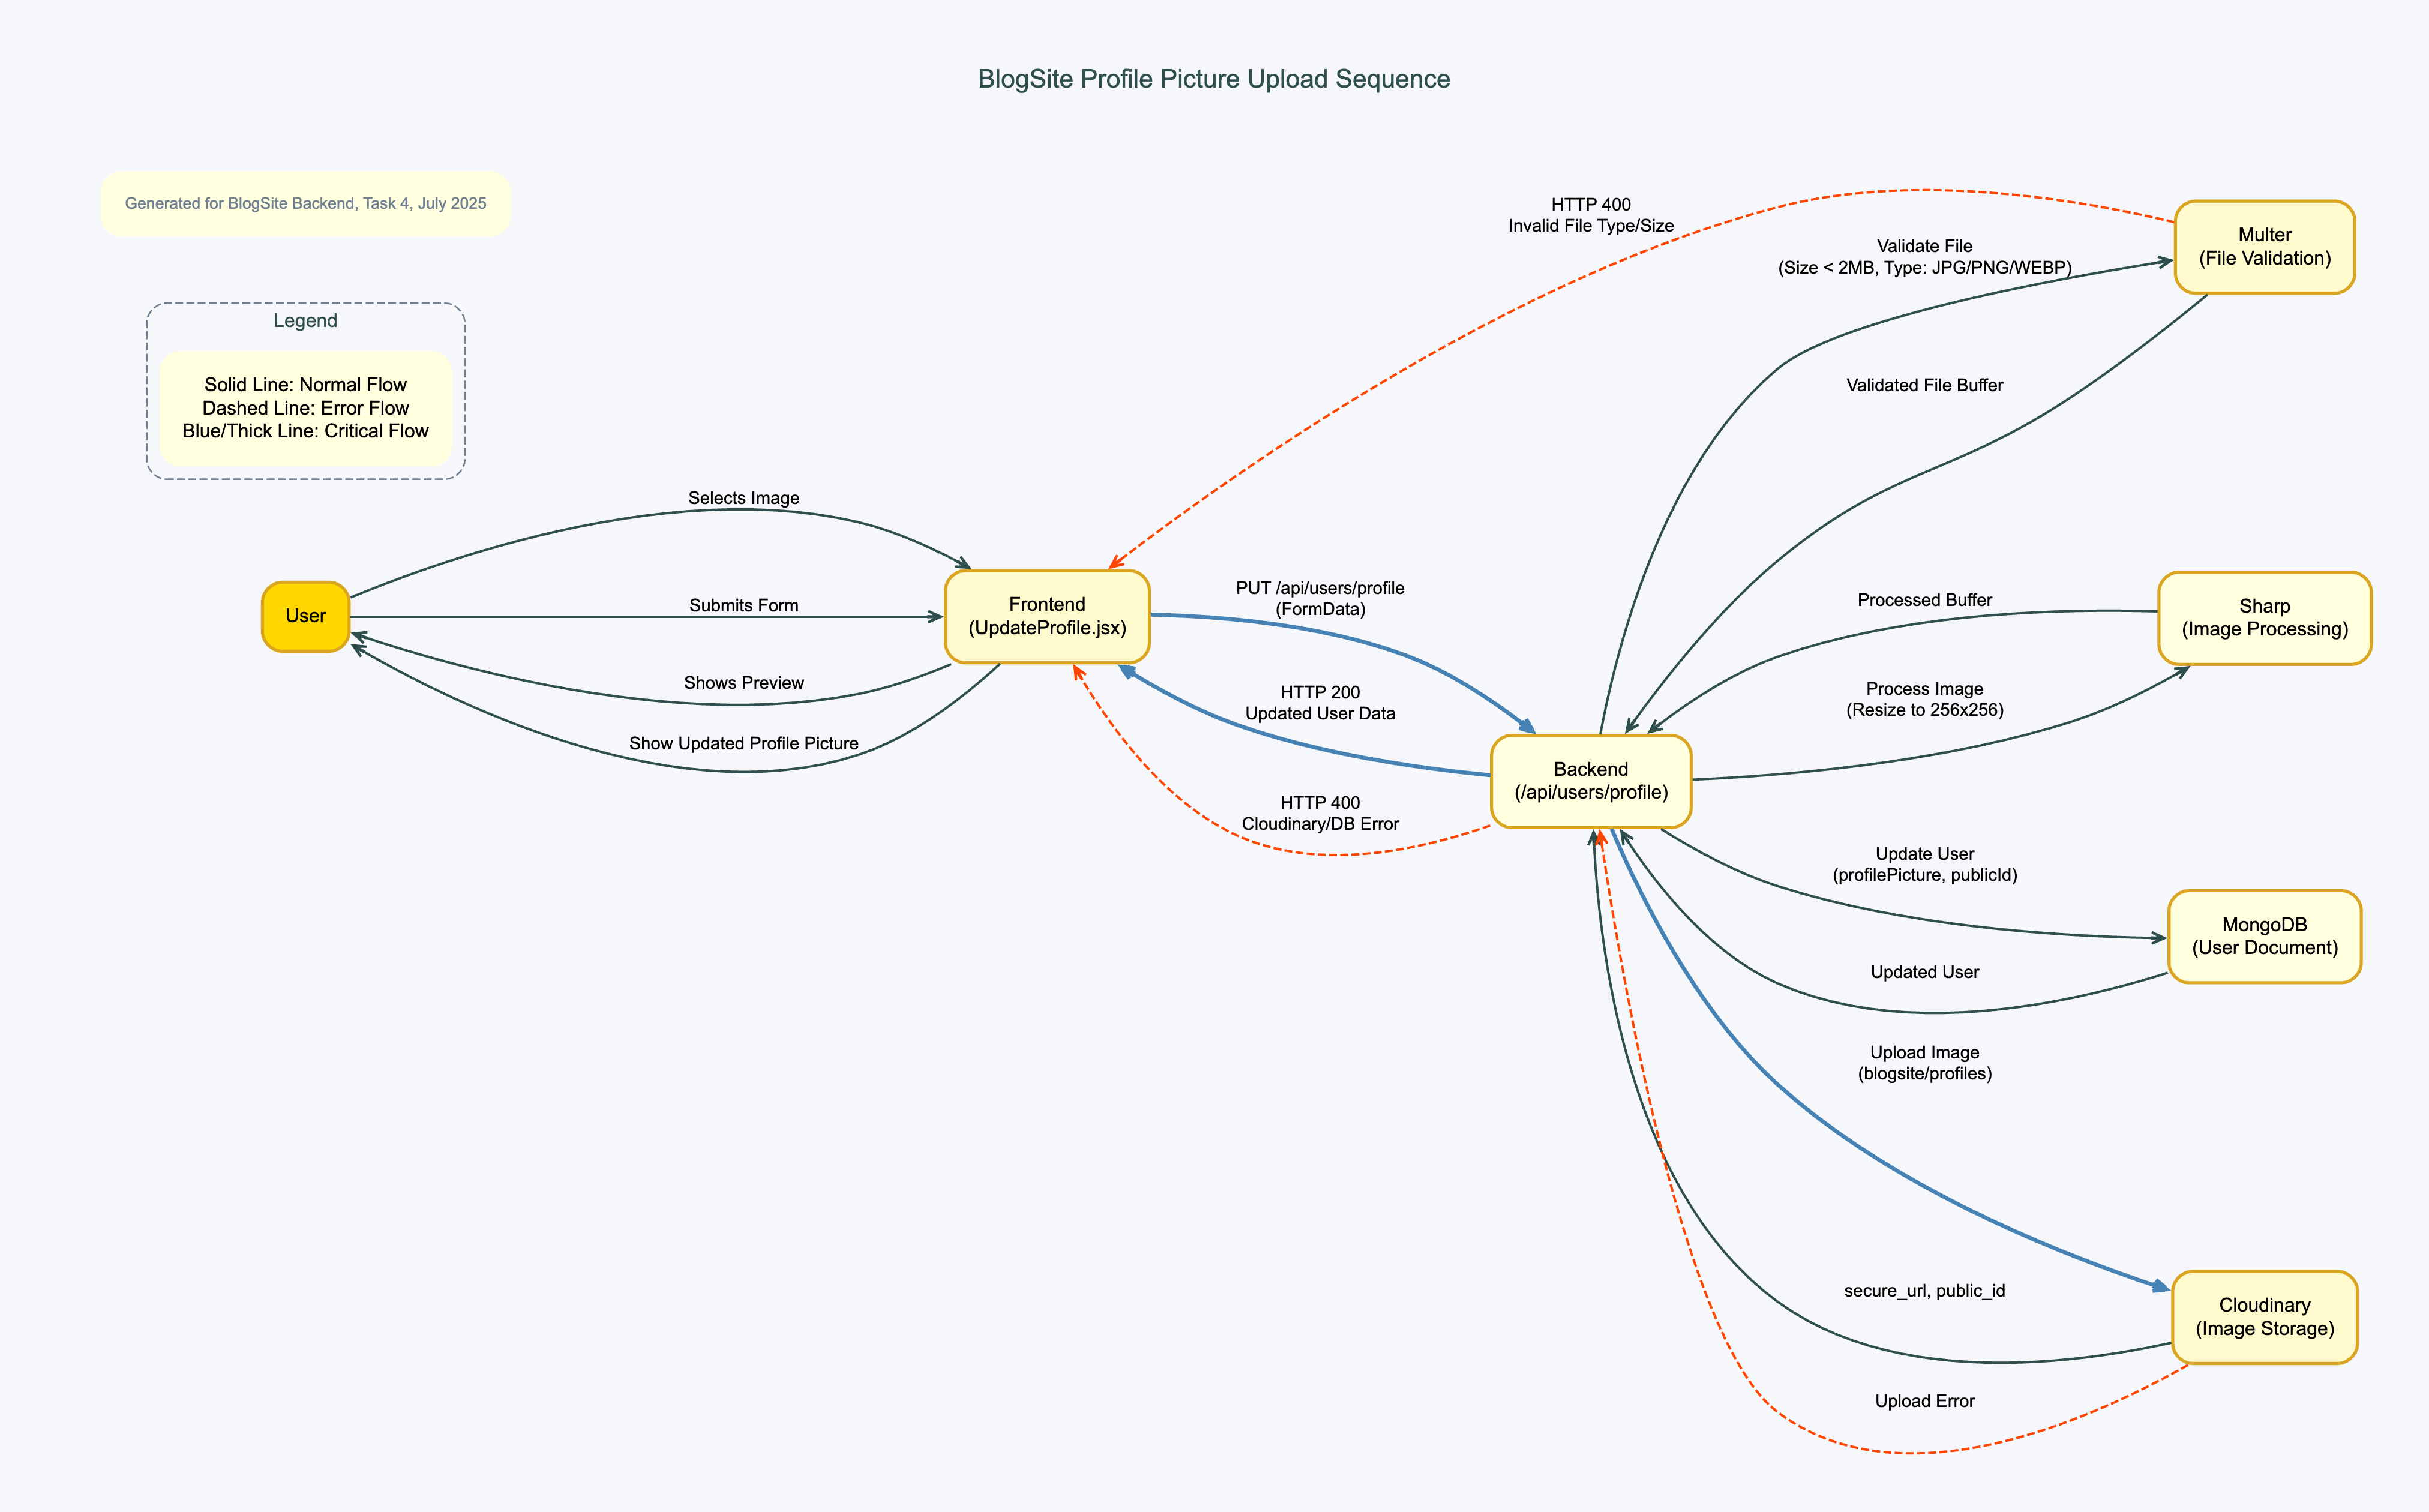 BlogSite Profile Picture Upload Sequence
Generated for BlogSite Backend, Task 4, July 2025
Legend
Solid Line: Normal Flow
Dashed Line: Error Flow
Blue/Thick Line: Critical Flow
User
Selects Image
Submits Form
Shows Preview
Show Updated Profile Picture
Frontend
(UpdateProfile.jsx)
PUT /api/users/profile
(FormData)
HTTP 200
Updated User Data
HTTP 400
Cloudinary/DB Error
HTTP 400
Invalid File Type/Size
Backend
(/api/users/profile)
Validate File
(Size < 2MB, Type: JPG/PNG/WEBP)
Validated File Buffer
Processed Buffer
Process Image
(Resize to 256x256)
Update User
(profilePicture, publicId)
Updated User
Upload Image
(blogsite/profiles)
secure_url, public_id
Upload Error
Multer
(File Validation)
Sharp
(Image Processing)
MongoDB
(User Document)
Cloudinary
(Image Storage)